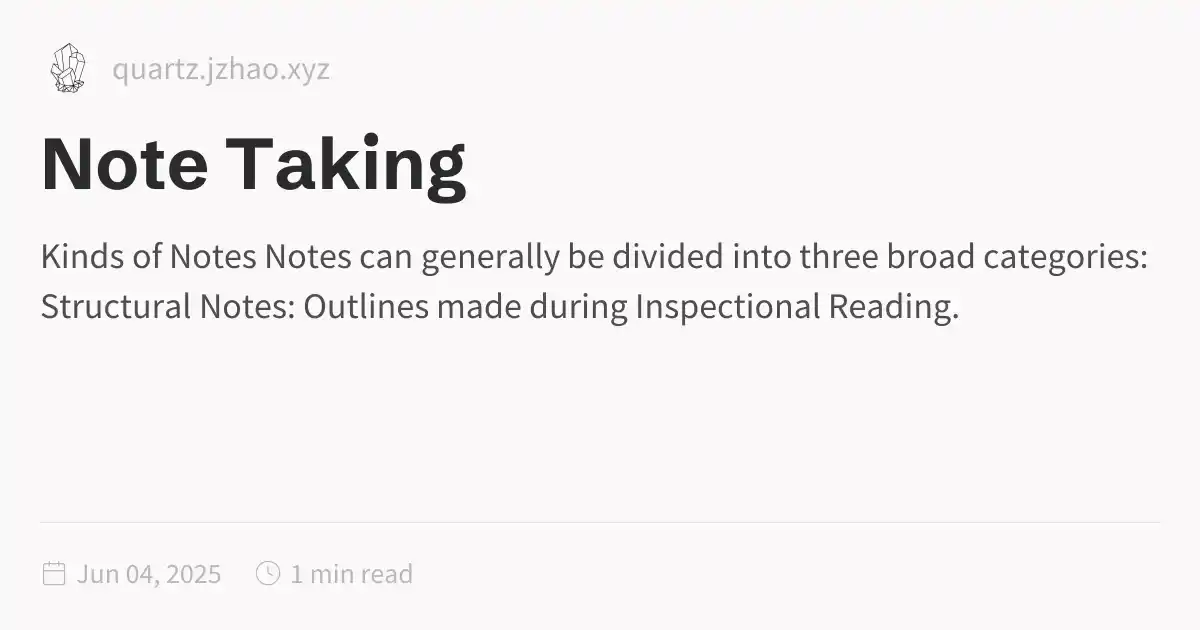 quartz.jzhao.xyz
Note Taking
Kinds of Notes Notes can generally be divided into three broad categories:
Structural Notes: Outlines made during Inspectional Reading.
Jun 04, 2025 1 min read